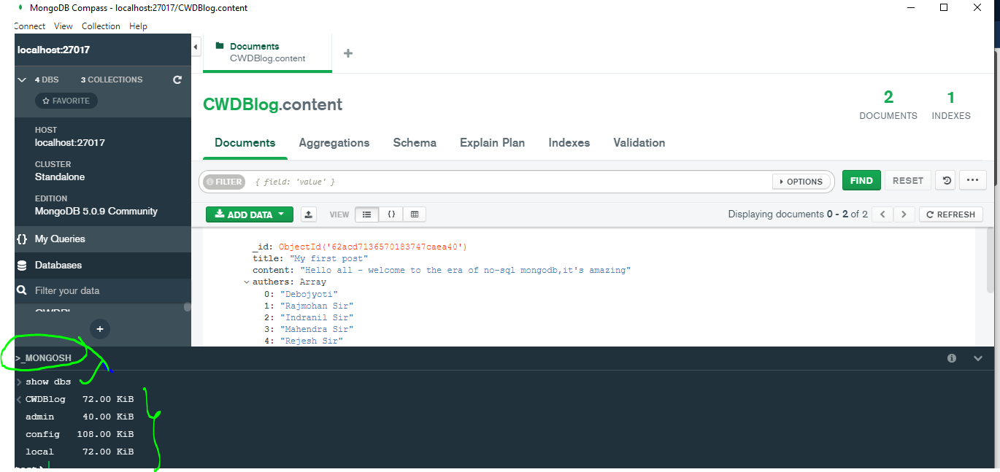 MongoDB Compass - localhost:27017/CWDBlog.content
Connect View Collection Help
localhost:27017
4 DBS 3 COLLECTIONS
FAVORITE
HOST
localhost:27017
CLUSTER
Standalone
EDITION
MongoDB 5.0.9 Community
{} My Queries
Databases
Filter your data
+
Documents
CWDBlog.content
+
CWDBlog.content
2
DOCUMENTS
1
INDEXES
Documents Aggregations Schema Explain Plan Indexes Validation
FILTER { field: 'value' } OPTIONS FIND RESET ...
ADD DATA VIEW {} Displaying documents 0 - 2 of 2 < > REFRESH
_id: ObjectId('62acd7136570183747caea40')
title: "My first post"
content: "Hello all - welcome to the era of no-sql mongodb,it's amazing"
authers: Array
0: "Debojyoti"
1: "Rajmohan Sir"
2: "Indranil Sir"
3: "Mahendra Sir"
4: "Rejesh Sir"
>_MONGOSH
> show dbs
< CWDBlog 72.00 KiB
admin 40.00 KiB
config 108.00 KiB
local 72.00 KiB